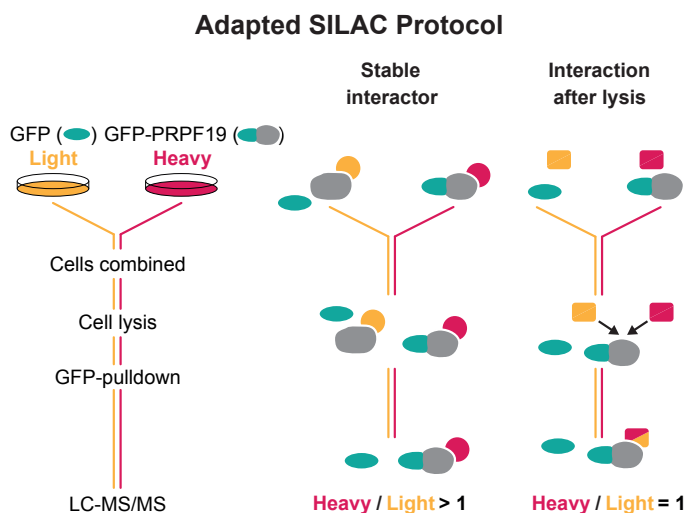 Adapted SILAC Protocol
Stable
interactor
Interaction
after lysis
GFP ( ) GFP-PRPF19 ( )
Light
Heavy
Cells combined
Cell lysis
GFP-pulldown
LC-MS/MS
Heavy / Light > 1
Heavy / Light = 1